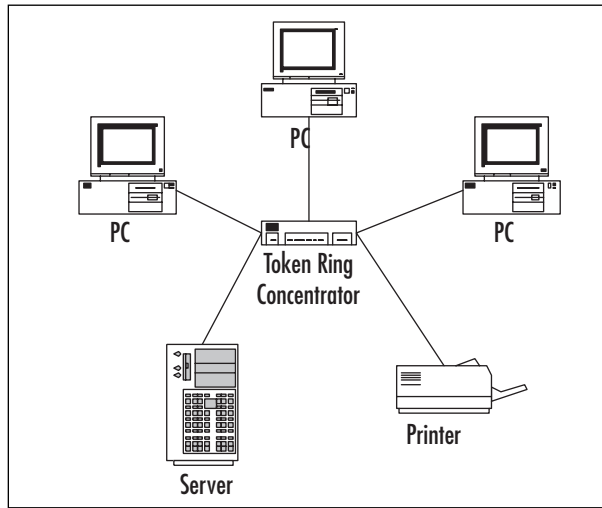 PC
PC
PC
Token Ring
Concentrator
Printer
Server